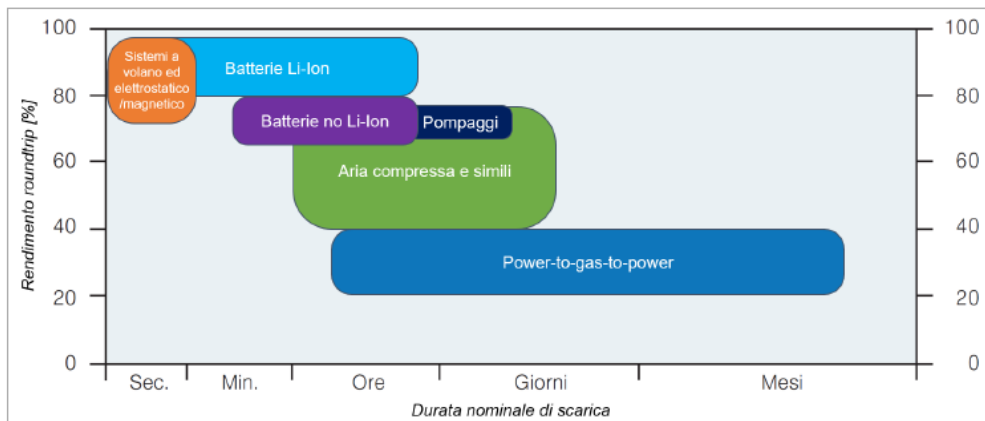 100
100
Sistemi a
volano ed
elettrostatico
/magnetico
Batterie Li-Ion
80
80
Batterie no Li-Ion
Pompaggi
Rendimento roundtrip [%]
60
60
Aria compressa e simili
40
40
Power-to-gas-to-power
20
20
0
0
Sec.
Min.
Ore
Giorni
Mesi
Durata nominale di scarica